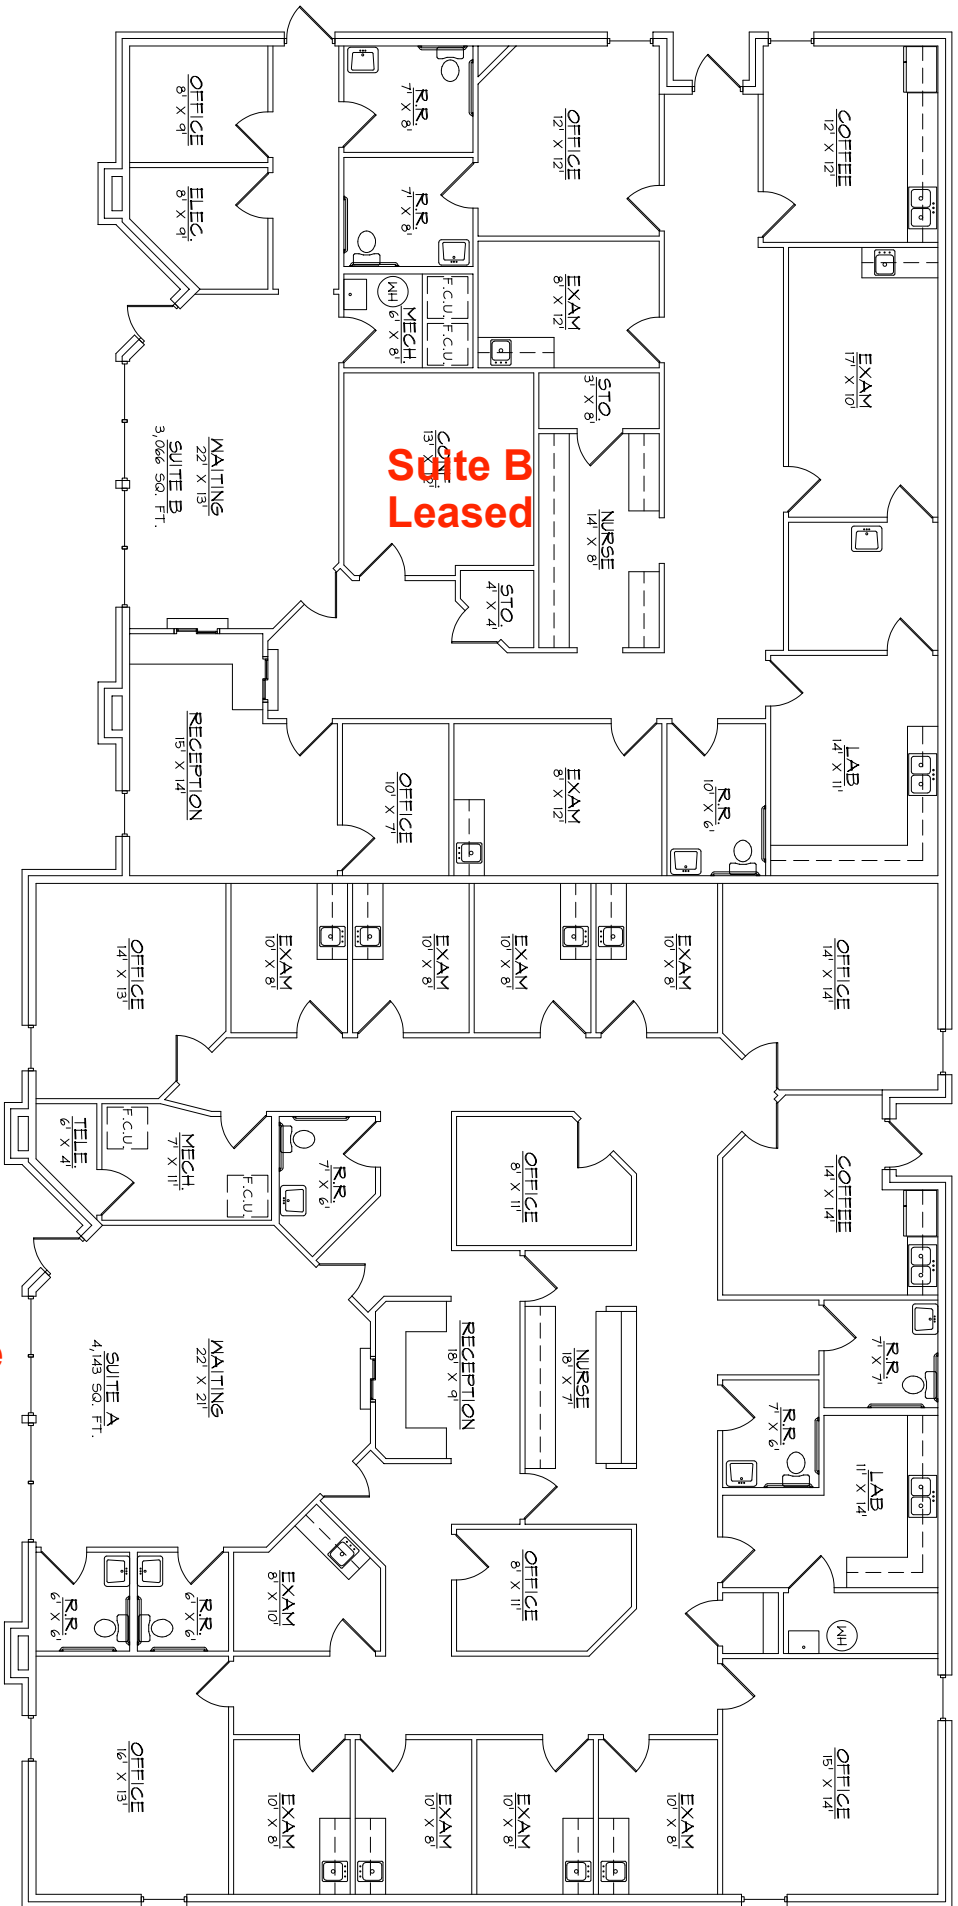 OFFICE
8' X 9'
R.R.
7' X 8'
OFFICE
12' X 12'
COFFEE
12' X 12'
ELEC.
8' X 9'
R.R.
7' X 8'
EXAM
8' X 12'
F.C.U.
F.C.U.
WH
MECH.
6' X 8'
EXAM
17' X 10'
STO.
3' X 8'
WAITING
22' X 13'
SUITE B
3,066 SQ. FT.
Suite B
Leased
NURSE
14' X 8'
STO.
4' X 4'
RECEPTION
15' X 14'
OFFICE
10' X 7'
EXAM
8' X 12'
R.R.
10' X 6'
LAB
14' X 11'
OFFICE
14' X 13'
EXAM
10' X 8'
EXAM
10' X 8'
EXAM
10' X 8'
EXAM
10' X 8'
OFFICE
14' X 14'
TELE.
6' X 4'
F.C.U.
MECH.
7' X 11'
F.C.U.
R.R.
7' X 6'
OFFICE
8' X 11'
COFFEE
14' X 14'
WAITING
22' X 21'
SUITE A
4,143 SQ. FT.
RECEPTION
18' X 9'
NURSE
18' X 7'
R.R.
7' X 7'
R.R.
7' X 6'
LAB
11' X 14'
R.R.
6' X 6'
R.R.
6' X 6'
EXAM
8' X 10'
OFFICE
8' X 11'
WH
OFFICE
16' X 13'
EXAM
10' X 8'
EXAM
10' X 8'
EXAM
10' X 8'
EXAM
10' X 8'
OFFICE
15' X 14'